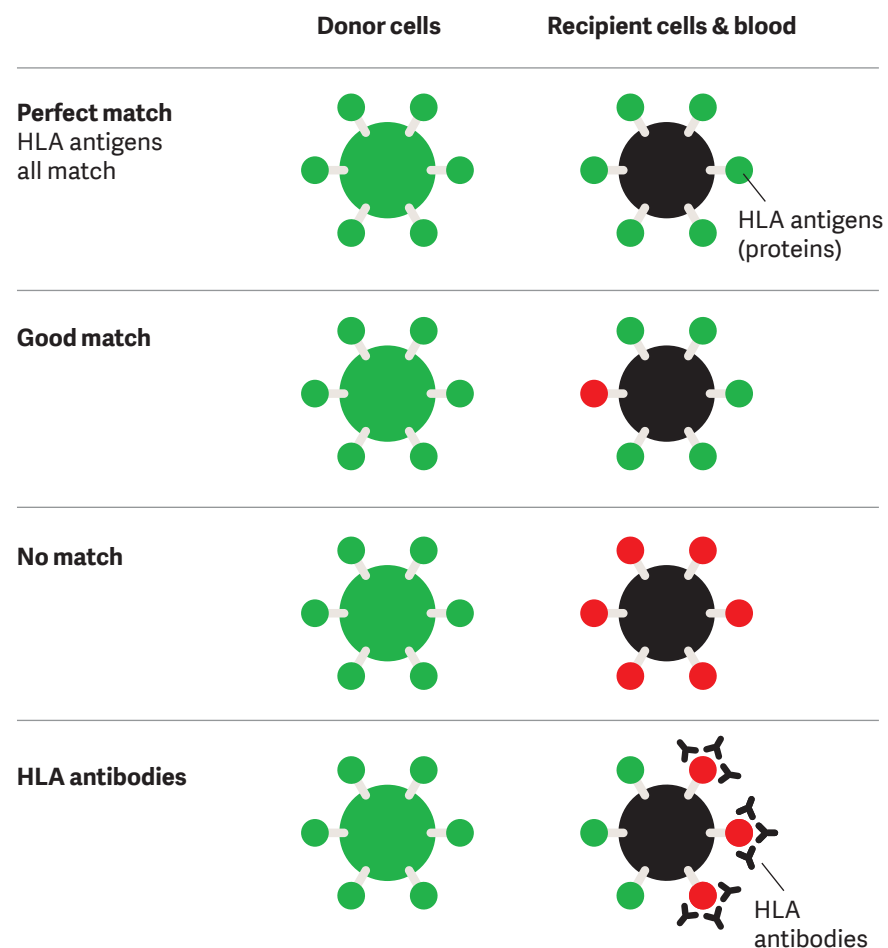 Donor cells
Recipient cells & blood
Perfect match
HLA antigens
all match
HLA antigens
(proteins)
Good match
No match
HLA antibodies
HLA
antibodies